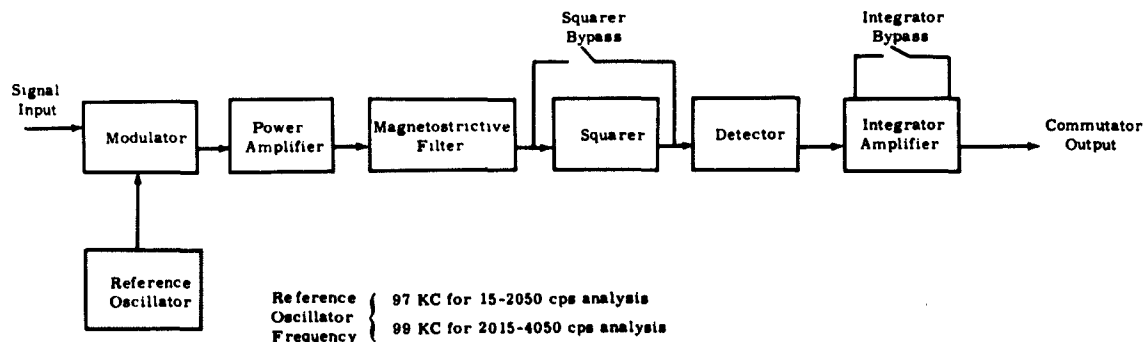 Squarer
Bypass
Integrator
Bypass
Signal
Input
Modulator
Power
Amplifier
Magnetostrictive
Filter
Squarer
Detector
Integrator
Amplifier
Commutator
Output
Reference
Oscillator
Reference
Oscillator
Frequency
{ 97 KC for 15-2050 cps analysis
99 KC for 2015-4050 cps analysis